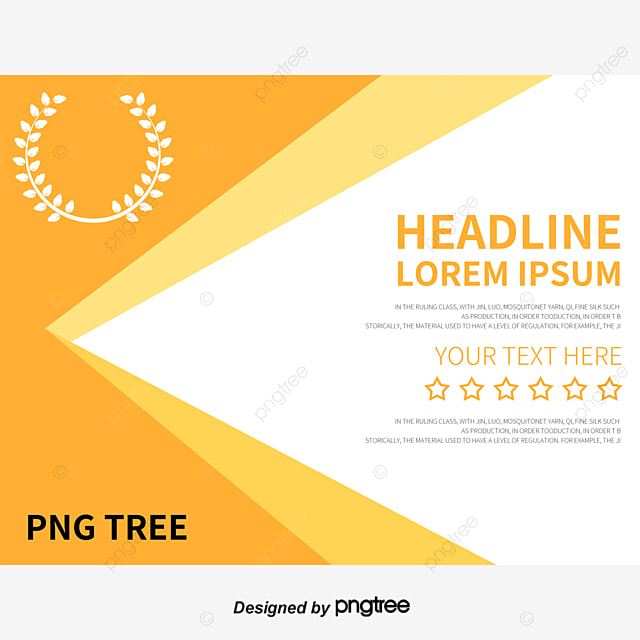 HEADLINE
LOREM IPSUM
IN THE RULING CLASS, WITH JIN, LUO, MOSQUITONET YARN, QI, FINE SILK SUCH
AS PRODUCTION, IN ORDER TOODUCTION, IN ORDER T B
STORICALLY, THE MATERIAL USED TO HAVE A LEVEL OF REGULATION. FOR EXAMPLE, THE JI
YOUR TEXT HERE
IN THE RULING CLASS, WITH JIN, LUO, MOSQUITONET YARN, QI, FINE SILK SUCH
AS PRODUCTION, IN ORDER TOODUCTION, IN ORDER T B
STORICALLY, THE MATERIAL USED TO HAVE A LEVEL OF REGULATION. FOR EXAMPLE, THE JI
PNG TREE
Designed by pngtree